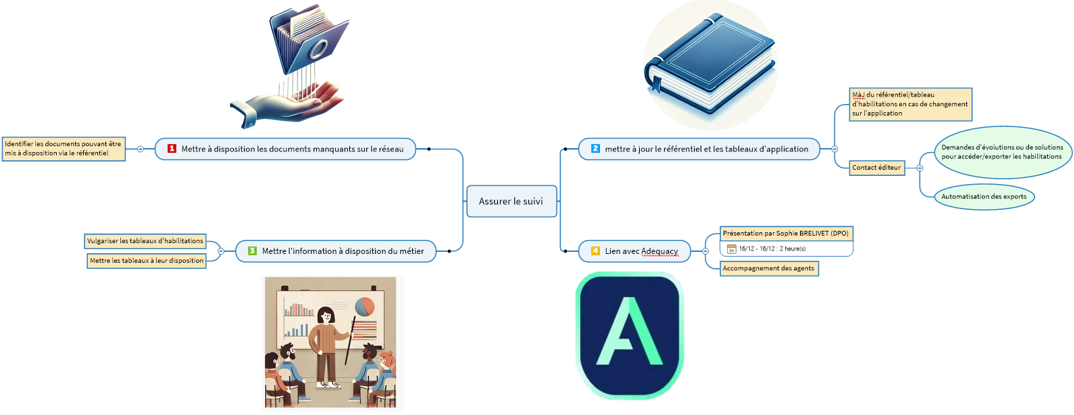 Assurer le suivi
1 Mettre à disposition les documents manquants sur le réseau
Identifier les documents pouvant être
mis à disposition via le référentiel
2 mettre à jour le référentiel et les tableaux d'application
MàJ du référentiel/tableau
d'habilitations en cas de changement
sur l'application
Contact éditeur
Demandes d'évolutions ou de solutions
pour accéder/exporter les habilitations
Automatisation des exports
3 Mettre l'information à disposition du métier
Vulgariser les tableaux d'habilitations
Mettre les tableaux à leur disposition
4 Lien avec Adequacy
Présentation par Sophie BRELIVET (DPO)
16/12 - 16/12 : 2 heure(s)
Accompagnement des agents
A